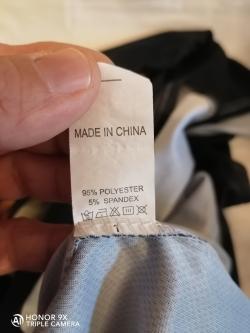 MADE IN CHINA
95% POLYESTER
5% SPANDEX
HONOR 9X
TRIPLE CAMERA